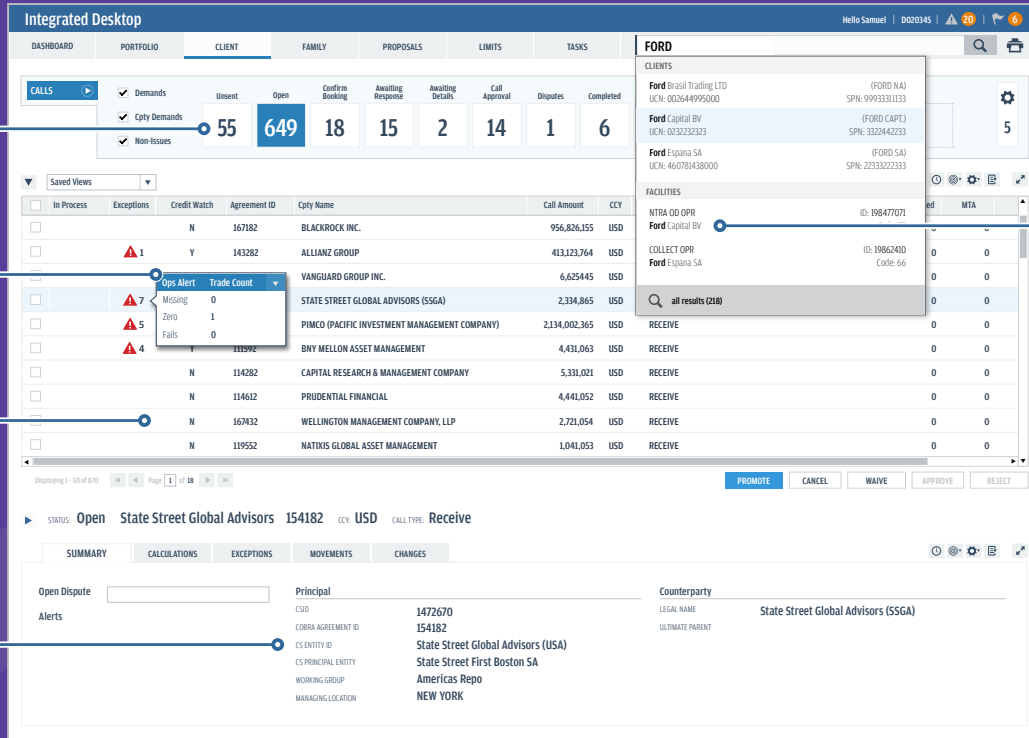 Integrated Desktop
Hello Samuel | D020345 | 20 | 6
DASHBOARD PORTFOLIO CLIENT FAMILY PROPOSALS LIMITS TASKS FORD
CALLS
Demands
Cpty Demands
Non-Issues
Unsent Open Confirm Booking Awaiting Response Awaiting Details Call Approval Disputes Completed
55 649 18 15 2 14 1 6
5
CLIENTS
Ford Brasil Trading LTD (FORD NA)
UCN: 002644995000 SPN: 99933311133
Ford Capital BV (FORD CAPT.)
UCN: 0232232323 SPN: 3322442233
Ford Espana SA (FORD SA)
UCN: 460781438000 SPN: 22333222333
FACILITIES
NTRA OD OPR ID: 198477071
Ford Capital BV
COLLECT OPR ID: 19862410
Ford Espana SA Code: 66
all results (218)
Saved Views
In Process Exceptions Credit Watch Agreement ID Cpty Name Call Amount CCY ed MTA
N 167182 BLACKROCK INC. 956,826,155 USD
1 Y 143282 ALLIANZ GROUP 413,123,764 USD
VANGUARD GROUP INC. 6,625445 USD
7 STATE STREET GLOBAL ADVISORS (SSGA) 2,334,865 USD 0 0
5 PIMCO (PACIFIC INVESTMENT MANAGEMENT COMPANY) 2,134,002,365 USD RECEIVE 0 0
4 Y 111592 BNY MELLON ASSET MANAGEMENT 4,431,063 USD RECEIVE 0 0
N 114282 CAPITAL RESEARCH & MANAGEMENT COMPANY 5,331,021 USD RECEIVE 0 0
N 114612 PRUDENTIAL FINANCIAL 4,441,052 USD RECEIVE 0 0
N 167432 WELLINGTON MANAGEMENT COMPANY, LLP 2,721,054 USD RECEIVE 0 0
N 119552 NATIXIS GLOBAL ASSET MANAGEMENT 1,041,053 USD RECEIVE 0 0
Ops Alert Trade Count
Missing 0
Zero 1
Fails 0
Displaying 1 - 50 of 870 Page 1 of 18
PROMOTE CANCEL WAIVE APPROVE REJECT
STATUS: Open State Street Global Advisors 154182 CCY: USD CALL TYPE: Receive
SUMMARY CALCULATIONS EXCEPTIONS MOVEMENTS CHANGES
Open Dispute
Alerts
Principal
CSID 1472670
COBRA AGREEMENT ID 154182
CS ENTITY ID State Street Global Advisors (USA)
CS PRINCIPAL ENTITY State Street First Boston SA
WORKING GROUP Americas Repo
MANAGING LOCATION NEW YORK
Counterparty
LEGAL NAME State Street Global Advisors (SSGA)
ULTIMATE PARENT